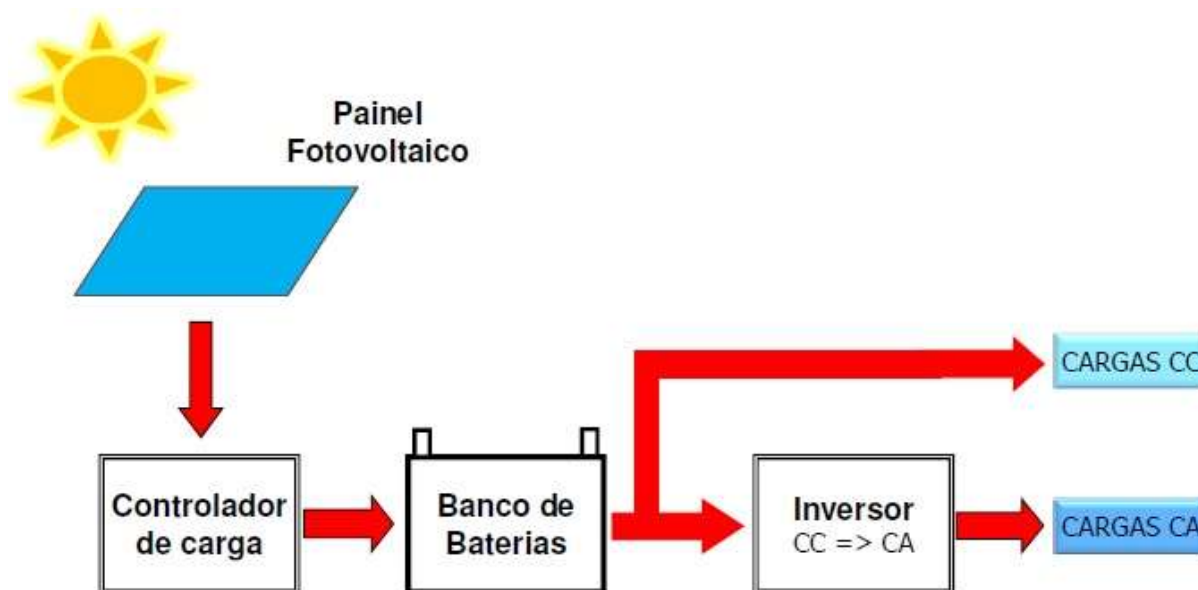 Painel
Fotovoltaico
CARGAS CC
Controlador
de carga
Banco de
Baterias
Inversor
CC => CA
CARGAS CA